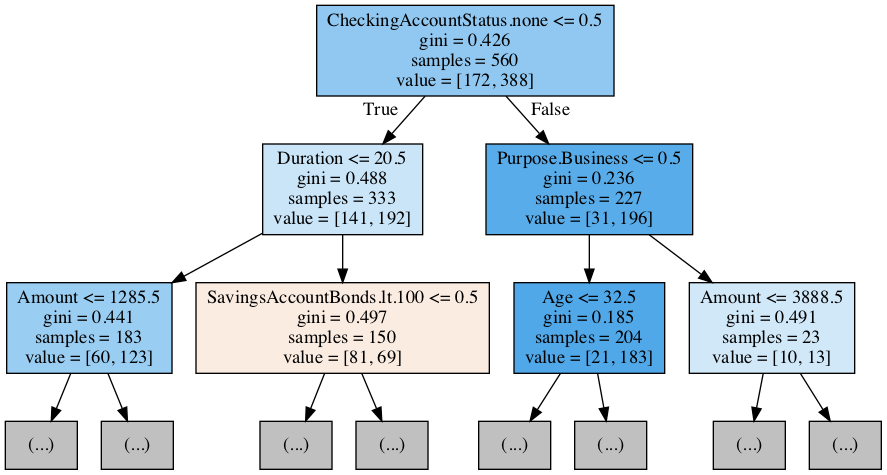 CheckingAccountStatus.none <= 0.5
gini = 0.426
samples = 560
value = [172, 388]
True
False
Duration <= 20.5
gini = 0.488
samples = 333
value = [141, 192]
Purpose.Business <= 0.5
gini = 0.236
samples = 227
value = [31, 196]
Amount <= 1285.5
gini = 0.441
samples = 183
value = [60, 123]
SavingsAccountBonds.lt.100 <= 0.5
gini = 0.497
samples = 150
value = [81, 69]
Age <= 32.5
gini = 0.185
samples = 204
value = [21, 183]
Amount <= 3888.5
gini = 0.491
samples = 23
value = [10, 13]
(...)
(...)
(...)
(...)
(...)
(...)
(...)
(...)